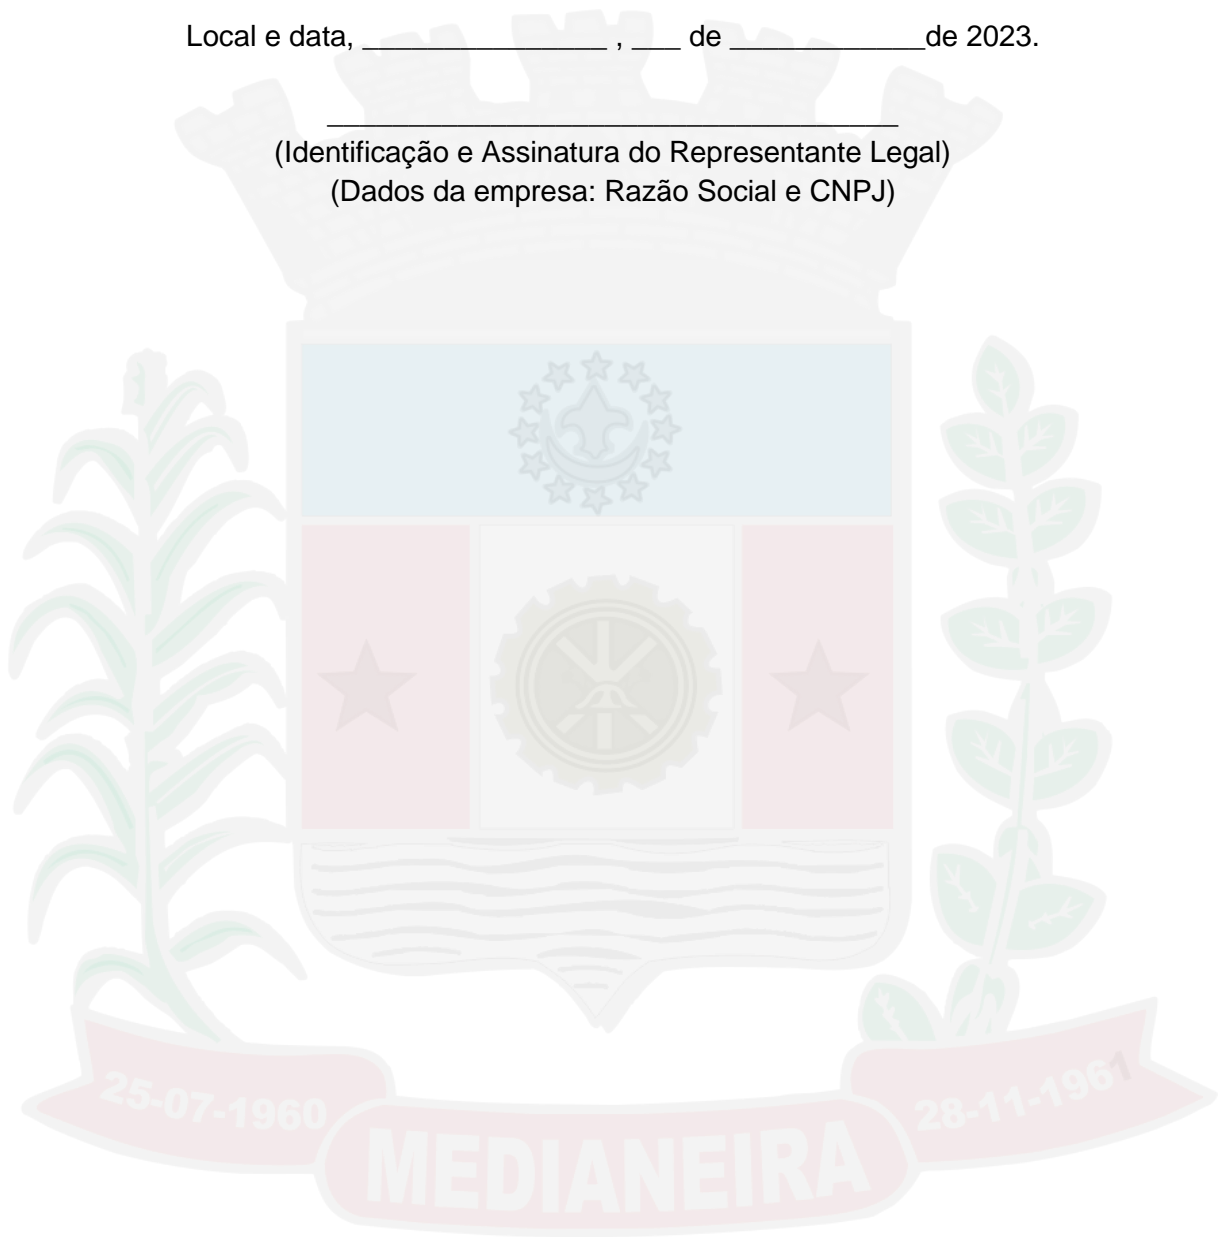 Local e data, _______________ , ___ de ____________de 2023.
___________________________________
(Identificação e Assinatura do Representante Legal)
(Dados da empresa: Razão Social e CNPJ)
25-07-1960
28-11-1961
MEDIANEIRA